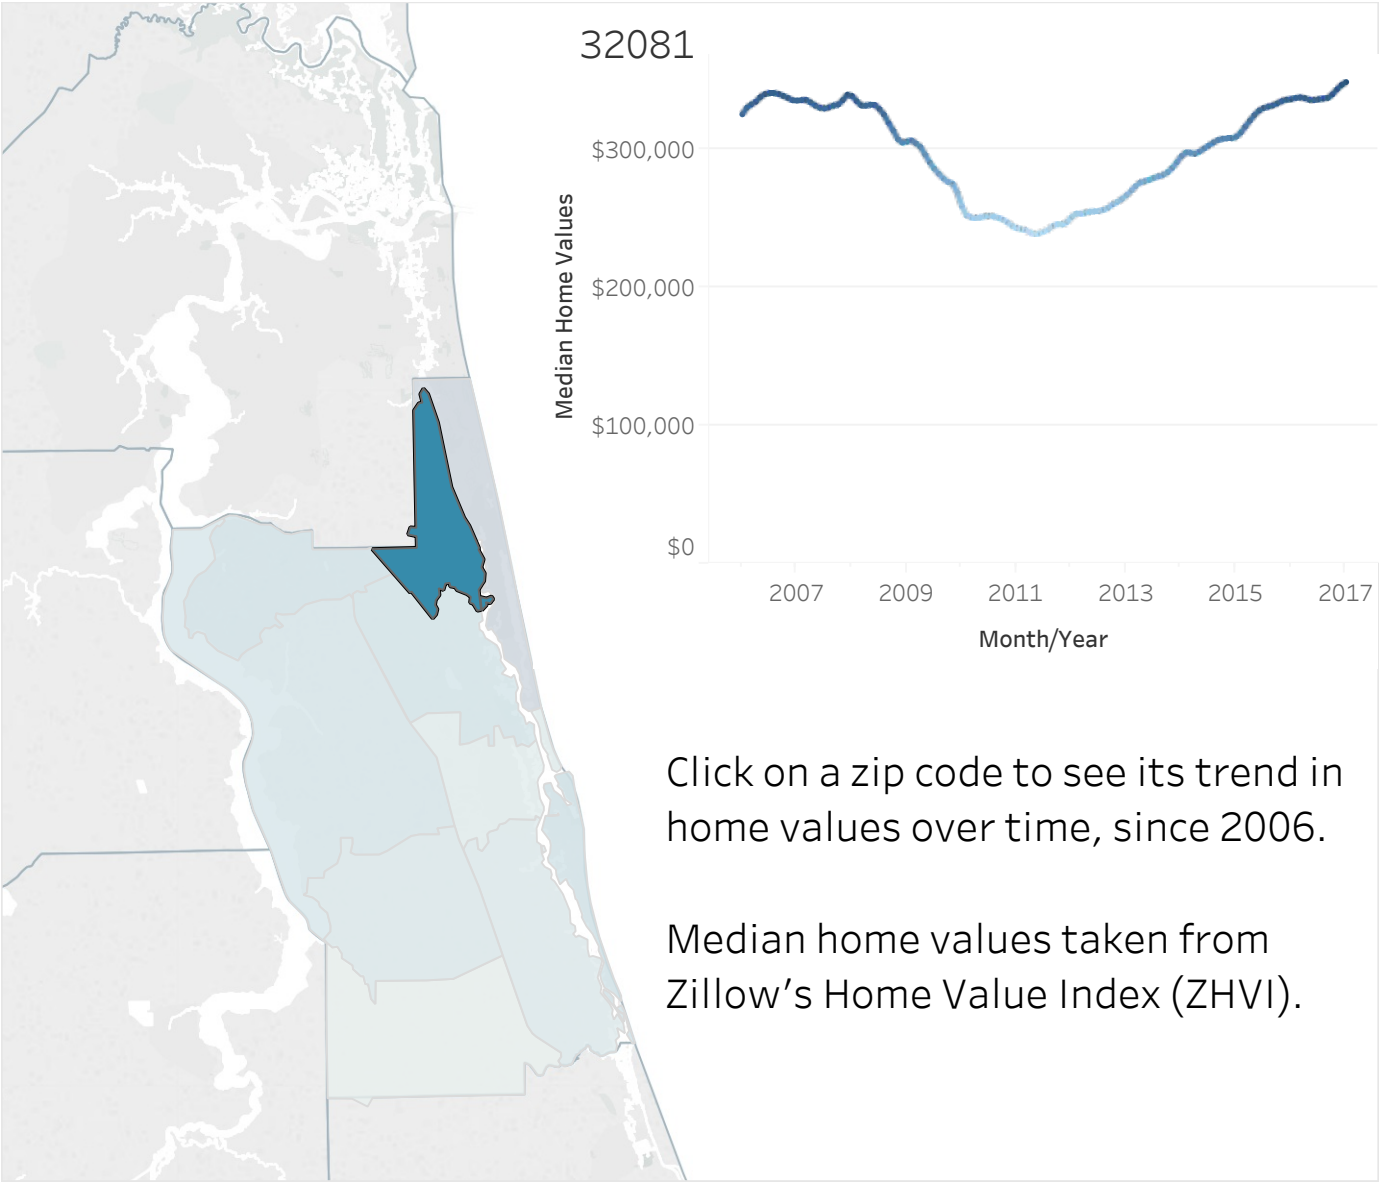 32081
Median Home Values
$300,000
$200,000
$100,000
$0
2007 2009 2011 2013 2015 2017
Month/Year
Click on a zip code to see its trend in
home values over time, since 2006.
Median home values taken from
Zillow's Home Value Index (ZHVI).